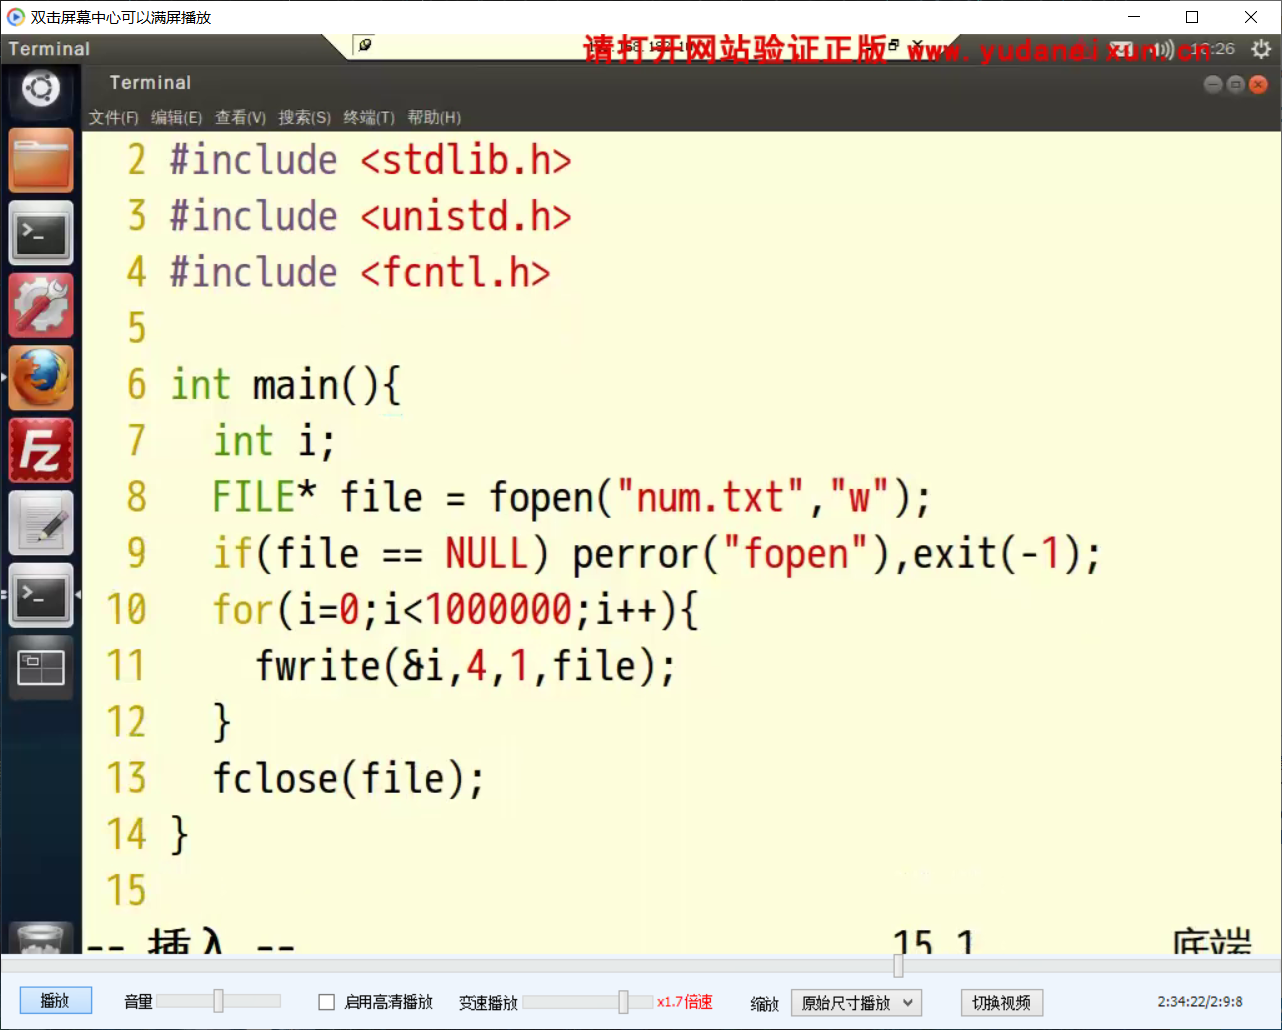 双击屏幕中心可以满屏播放
Terminal
请打开网站验证正版 www.yudandixun.cn
Terminal
文件(F) 编辑(E) 查看(V) 搜索(S) 终端(T) 帮助(H)
2 #include <stdlib.h>
3 #include <unistd.h>
4 #include <fcntl.h>
5
6 int main(){
7 int i;
8 FILE* file = fopen("num.txt","w");
9 if(file == NULL) perror("fopen"),exit(-1);
10 for(i=0;i<1000000;i++){
11 fwrite(&i,4,1,file);
12 }
13 fclose(file);
14 }
15
-- 插入 -- 15,1 底端
播放 音量 启用高清播放 变速播放 x1.7倍速 缩放 原始尺寸播放 切换视频 2:34:22/2:9:8